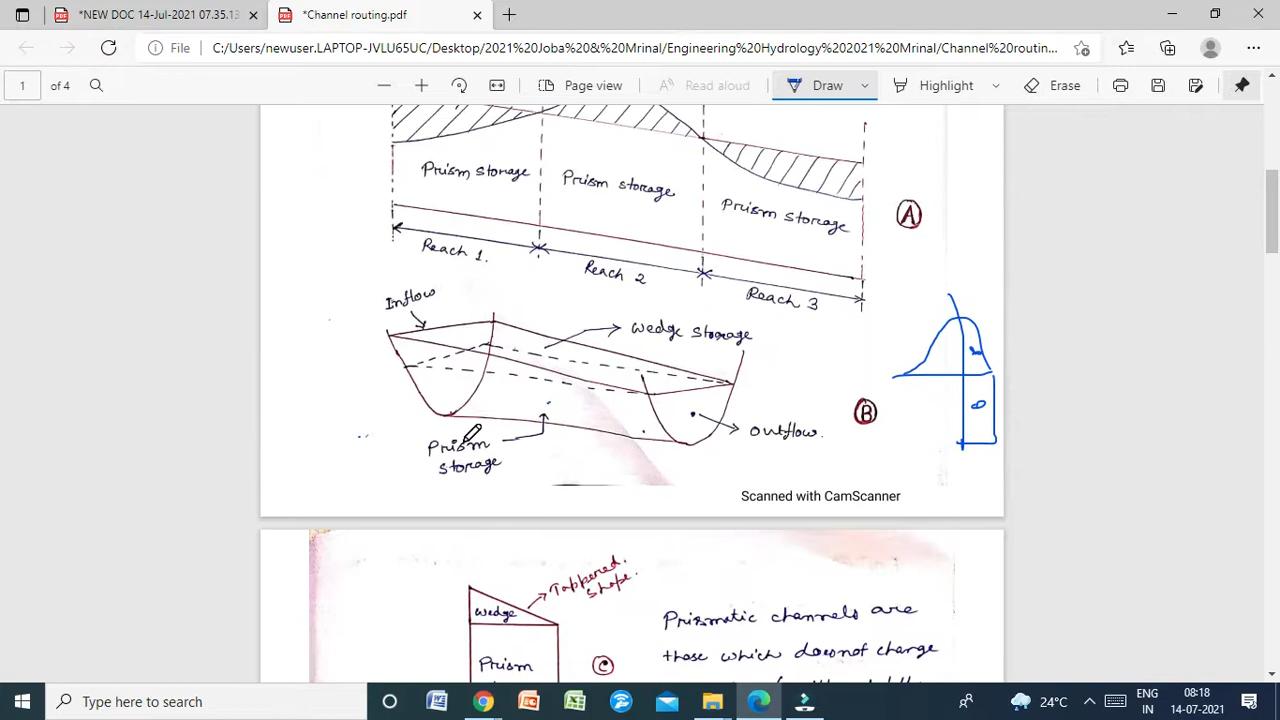 *NEW DOC 14-Jul-2021 07.35.13
*Channel routing.pdf
File
C:/Users/newuser.LAPTOP-JVLU65UC/Desktop/2021%20Joba%20&%20Mrinal/Engineering%20Hydrology%202021%20Mrinal/Channel%20routin...
1 of 4
Page view
Read aloud
Draw
Highlight
Erase
Prism storage
Prism storage
Prism storage
A
Reach 1.
Reach 2
Reach 3
Inflow
Wedge storage
B
Outflow.
Prism
storage
Scanned with CamScanner
Tappered.
shape.
wedge
Prism
C
Prismatic channels are
those which doesnot change
Type here to search
24°C
ENG
IN
08:18
14-07-2021